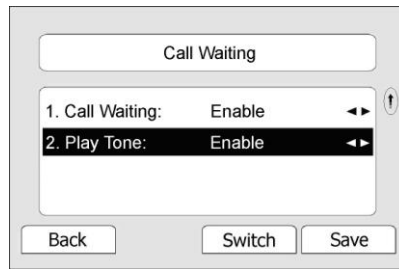 Call Waiting
1. Call Waiting: Enable
2. Play Tone: Enable
Back Switch Save